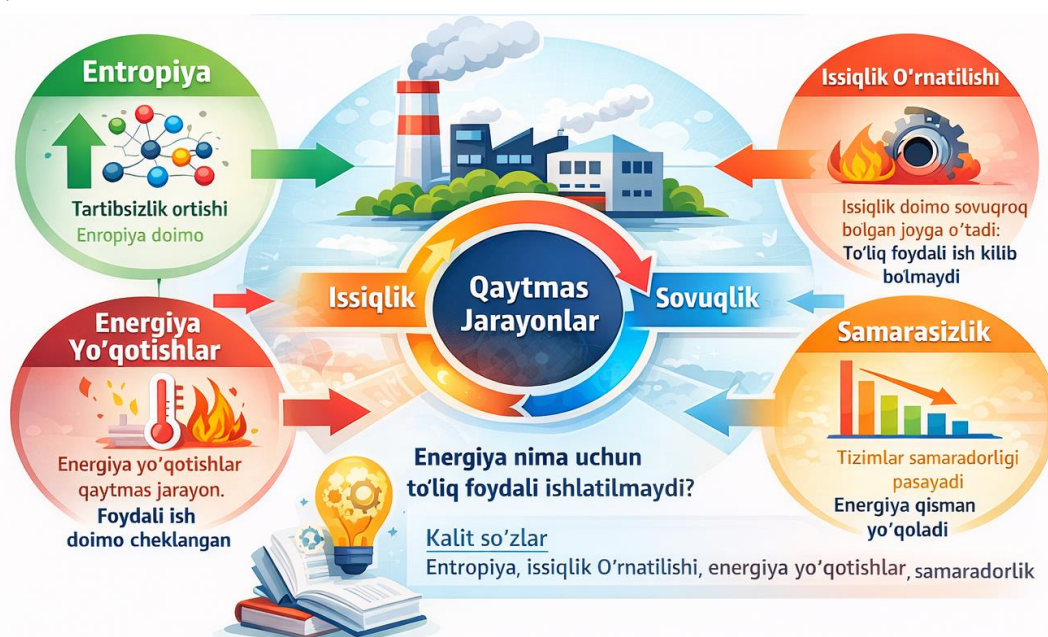 Entropiya
Tartibsizlik ortishi
Enropiya doimo
Issiqlik O'rnatilishı
Issiqlik doimo sovuqroq
bolgan joyga o'tadi:
To'liq foydali ish kilib
bo'lmaydi
Issiqlik
Qaytmas
Jarayonlar
Sovuqlik
Energiya
Yo'qotishlar
Energiya yo'qotishlar
qaytmas jarayon.
Foydali ish
doimo cheklangan
Samarasizlik
Tizimlar samaradorligi
pasayadi
Energiya qisman
yo'qoladi
Energiya nima uchun
to'liq foydali ishlatilmaydi?
Kalit so'zlar
Entropiya, issiqlik O'rnatilishi, energiya yo'qotishlar, samaradorlik